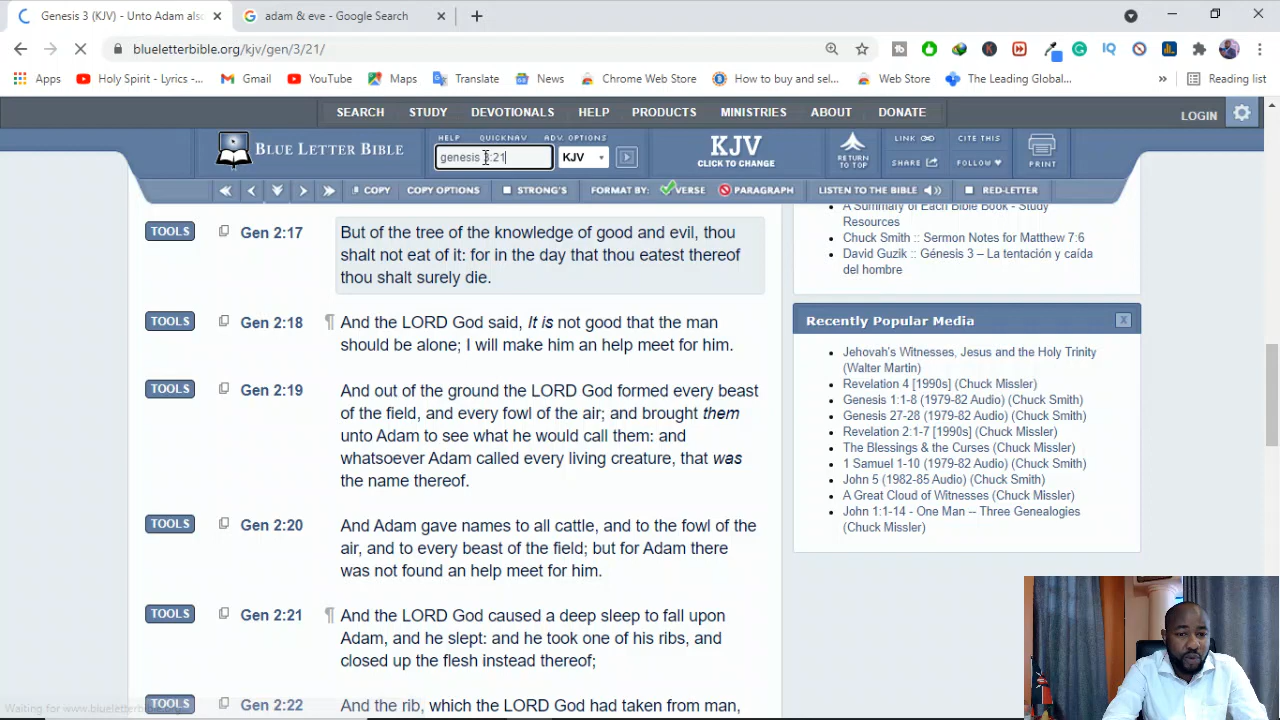 Genesis 3 (KJV) - Unto Adam also
adam & eve - Google Search
blueletterbible.org/kjv/gen/3/21/
Apps
Holy Spirit - Lyrics -...
Gmail
YouTube
Maps
Translate
News
Chrome Web Store
How to buy and sel...
Web Store
The Leading Global...
Reading list
SEARCH STUDY DEVOTIONALS HELP PRODUCTS MINISTRIES ABOUT DONATE
LOGIN
BLUE LETTER BIBLE
HELP QUICKNAV ADV. OPTIONS
genesis 3:21
KJV
KJV
CLICK TO CHANGE
RETURN
TO TOP
LINK
CITE THIS
SHARE
FOLLOW
PRINT
COPY
COPY OPTIONS
STRONG'S
FORMAT BY:
VERSE
PARAGRAPH
LISTEN TO THE BIBLE
RED-LETTER
TOOLS
Gen 2:17
But of the tree of the knowledge of good and evil, thou
shalt not eat of it: for in the day that thou eatest thereof
thou shalt surely die.
TOOLS
Gen 2:18
¶ And the LORD God said, It is not good that the man
should be alone; I will make him an help meet for him.
TOOLS
Gen 2:19
And out of the ground the LORD God formed every beast
of the field, and every fowl of the air; and brought them
unto Adam to see what he would call them: and
whatsoever Adam called every living creature, that was
the name thereof.
TOOLS
Gen 2:20
And Adam gave names to all cattle, and to the fowl of the
air, and to every beast of the field; but for Adam there
was not found an help meet for him.
TOOLS
Gen 2:21
¶ And the LORD God caused a deep sleep to fall upon
Adam, and he slept: and he took one of his ribs, and
closed up the flesh instead thereof;
TOOLS
Gen 2:22
And the rib, which the LORD God had taken from man,
A Summary of Each Bible Book - Study
Resources
Chuck Smith :: Sermon Notes for Matthew 7:6
David Guzik :: Génesis 3 – La tentación y caída
del hombre
Recently Popular Media
Jehovah's Witnesses, Jesus and the Holy Trinity
(Walter Martin)
Revelation 4 [1990s] (Chuck Missler)
Genesis 1:1-8 (1979-82 Audio) (Chuck Smith)
Genesis 27-28 (1979-82 Audio) (Chuck Smith)
Revelation 2:1-7 [1990s] (Chuck Missler)
The Blessings & the Curses (Chuck Missler)
1 Samuel 1-10 (1979-82 Audio) (Chuck Smith)
John 5 (1982-85 Audio) (Chuck Smith)
A Great Cloud of Witnesses (Chuck Missler)
John 1:1-14 - One Man -- Three Genealogies
(Chuck Missler)
Waiting for www.blueletterbible